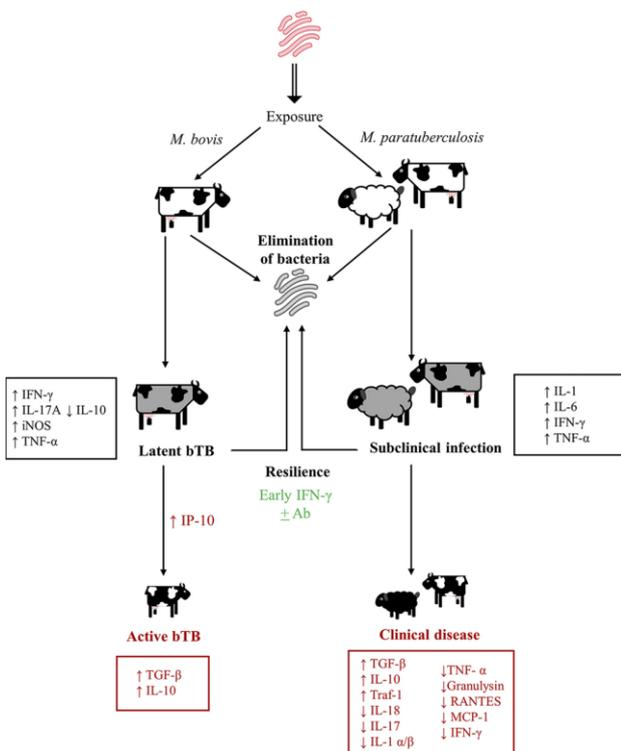 Exposure
M. bovis
M. paratuberculosis
Elimination
of bacteria
↑ IFN-γ
↑ IL-17A ↓ IL-10
↑ iNOS
↑ TNF-α
Latent bTB
Subclinical infection
↑ IL-1
↑ IL-6
↑ IFN-γ
↑ TNF-α
Resilience
Early IFN-γ
± Ab
↑ IP-10
Active bTB
↑ TGF-β
↑ IL-10
Clinical disease
↑ TGF-β
↑ IL-10
↑ Traf-1
↓ IL-18
↓ IL-17
↓ IL-1 α/β
↓TNF- α
↓Granulysin
↓ RANTES
↓ MCP-1
↓ IFN-γ